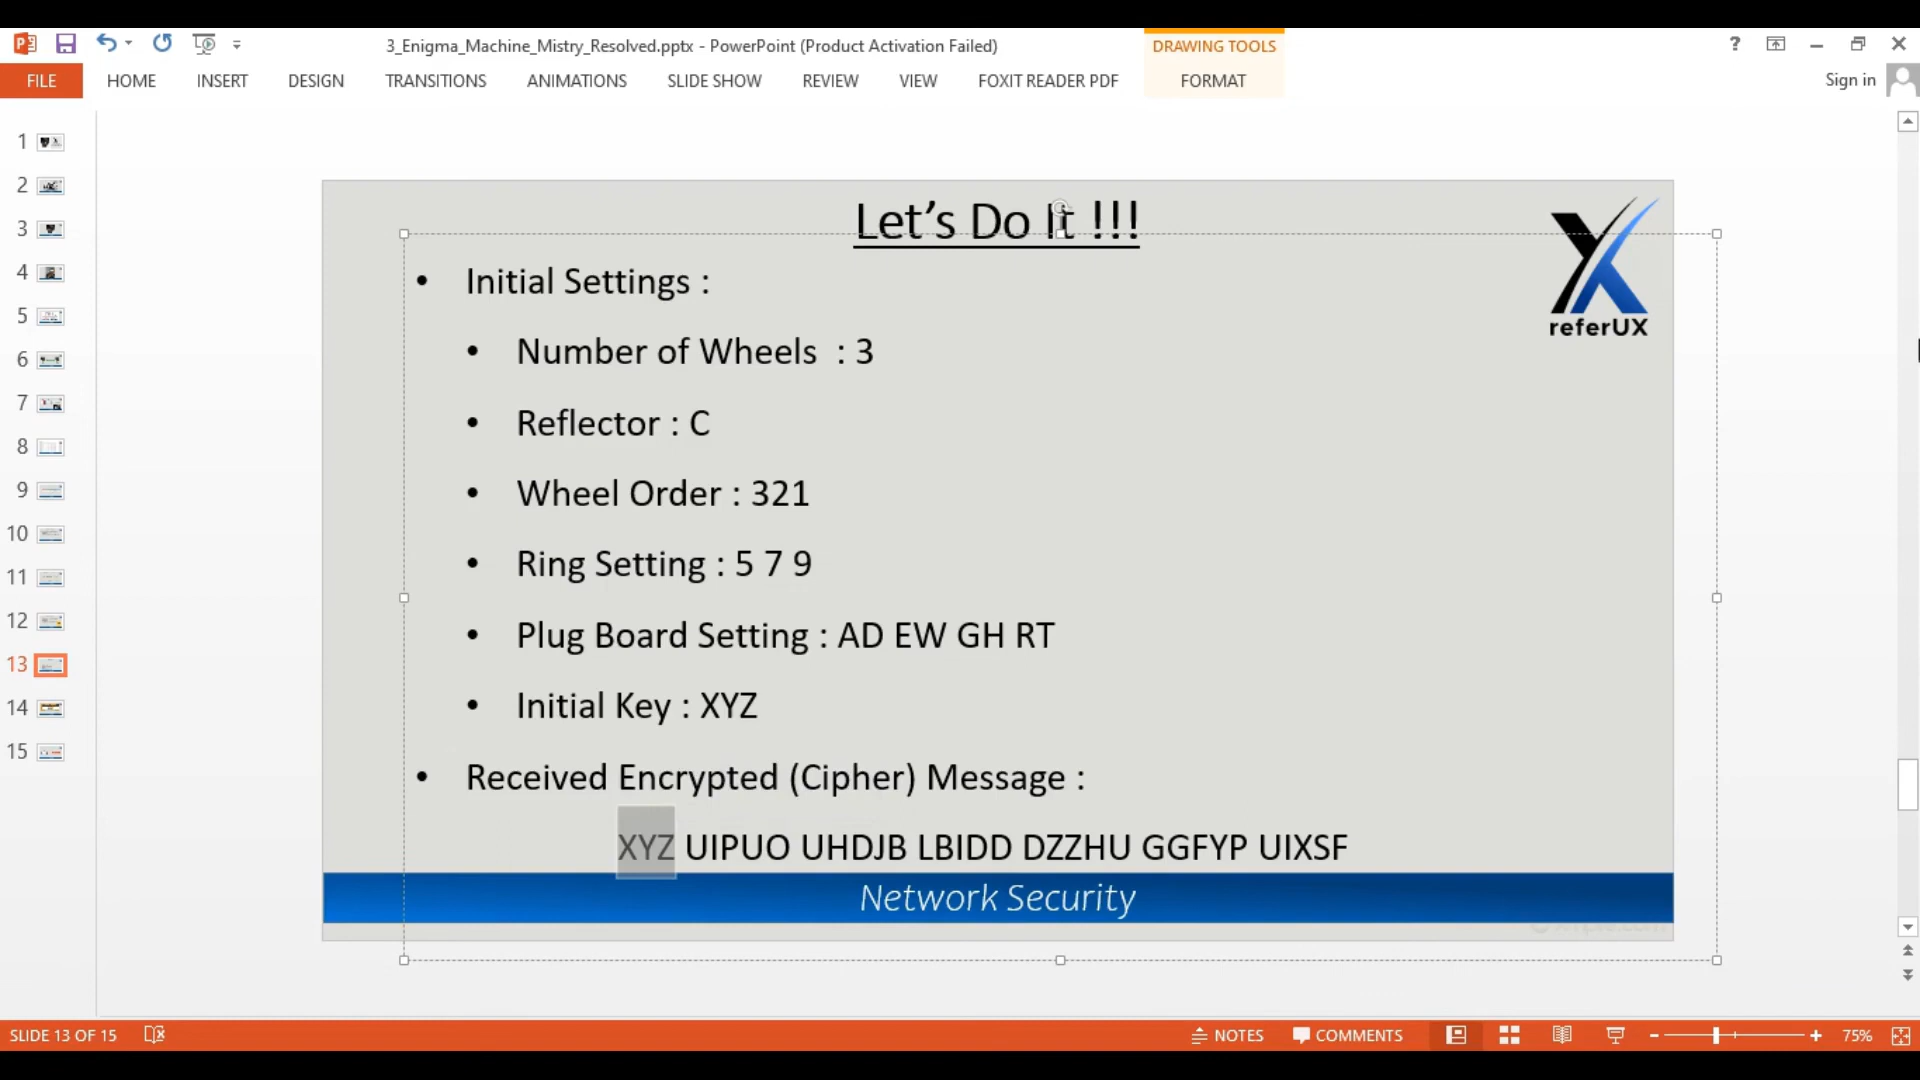 3_Enigma_Machine_Mistry_Resolved.pptx - PowerPoint (Product Activation Failed)
DRAWING TOOLS
?
FILE HOME INSERT DESIGN TRANSITIONS ANIMATIONS SLIDE SHOW REVIEW VIEW FOXIT READER PDF FORMAT
Sign in
1
2
3
4
5
6
7
8
9
10
11
12
13
14
15
Let's Do It !!!
referUX
• Initial Settings :
• Number of Wheels : 3
• Reflector : C
• Wheel Order : 321
• Ring Setting : 5 7 9
• Plug Board Setting : AD EW GH RT
• Initial Key : XYZ
• Received Encrypted (Cipher) Message :
XYZ UIPUO UHDJB LBIDD DZZHU GGFYP UIXSF
Network Security
SLIDE 13 OF 15
NOTES COMMENTS 75%